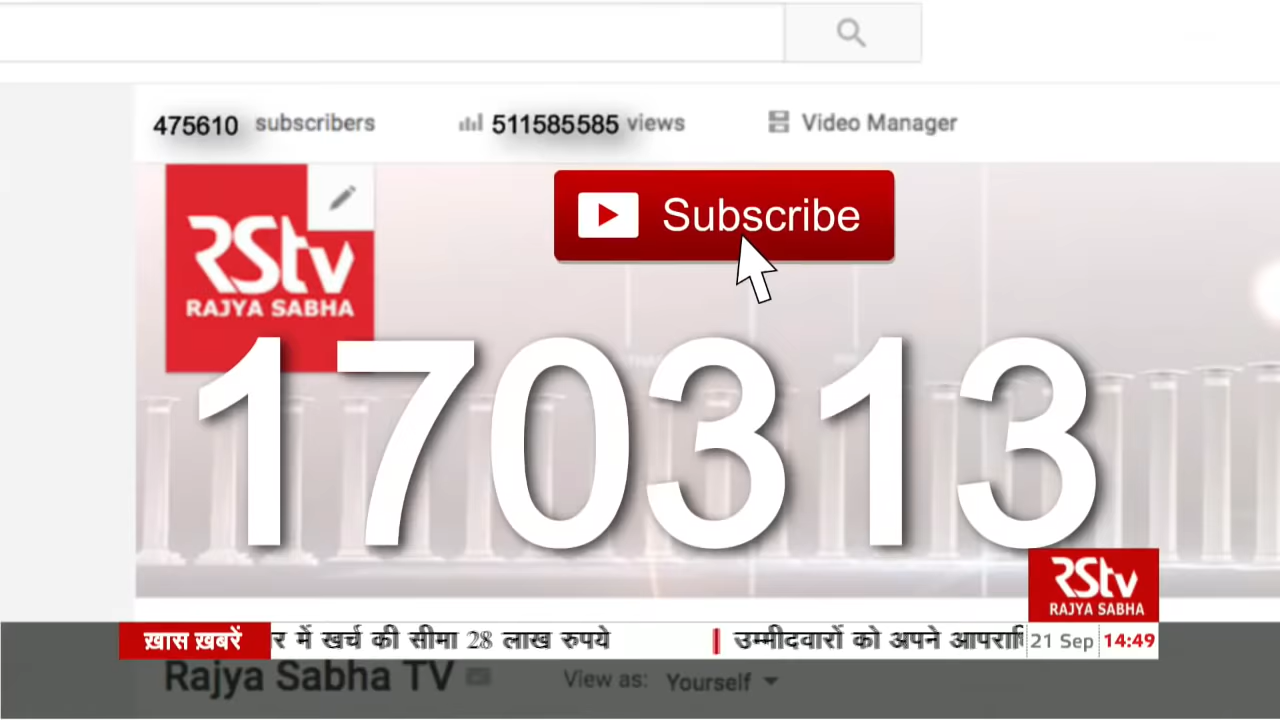 475610 subscribers 511585585 views Video Manager
Subscribe
RStv
RAJYA SABHA
170313
RStv
RAJYA SABHA
ख़ास ख़बरें र में खर्च की सीमा 28 लाख रुपये | उम्मीदवारों को अपने 21 Sep 14:49
Rajya Sabha TV View as: Yourself